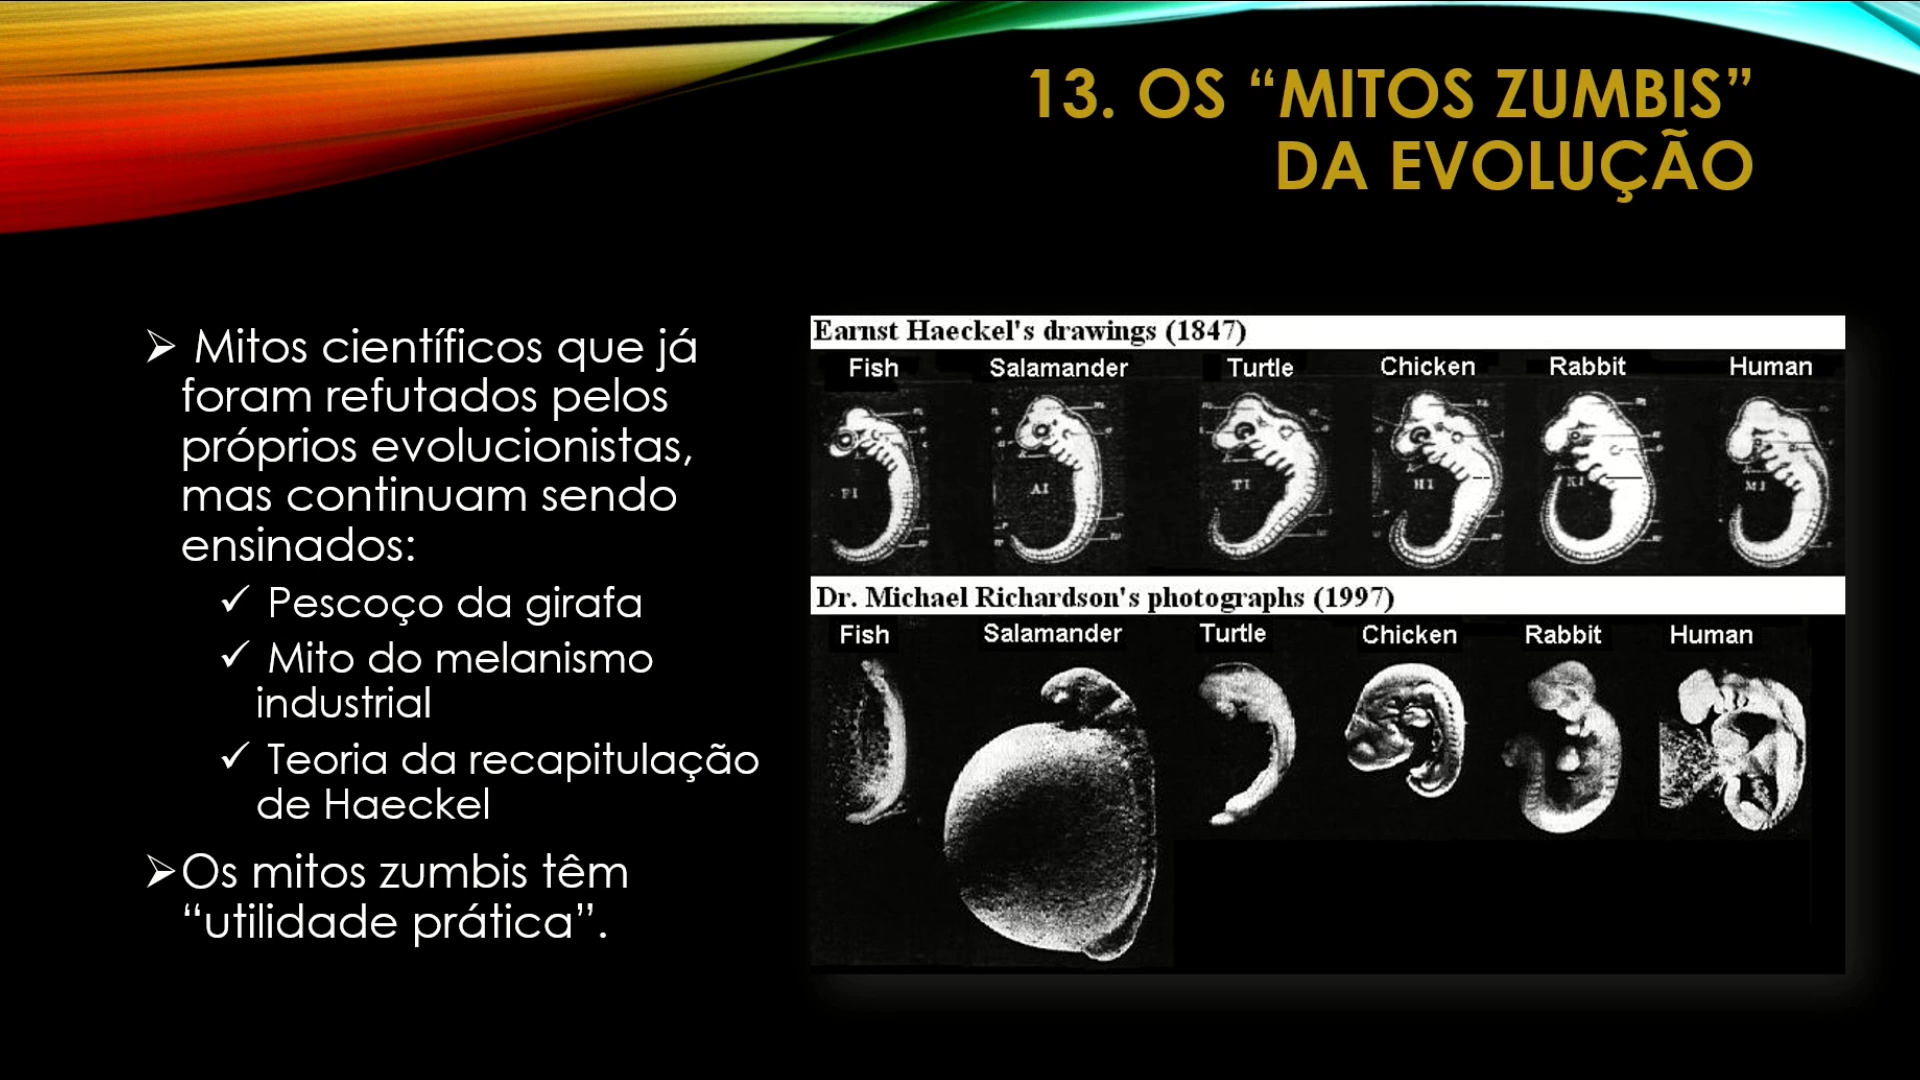 13. OS “MITOS ZUMBIS”
DA EVOLUÇÃO
Mitos científicos que já
foram refutados pelos
próprios evolucionistas,
mas continuam sendo
ensinados:
Pescoço da girafa
Mito do melanismo
industrial
Teoria da recapitulação
de Haeckel
Os mitos zumbis têm
“utilidade prática”.
Earnst Haeckel's drawings (1847)
Fish Salamander Turtle Chicken Rabbit Human
Dr. Michael Richardson's photographs (1997)
Fish Salamander Turtle Chicken Rabbit Human